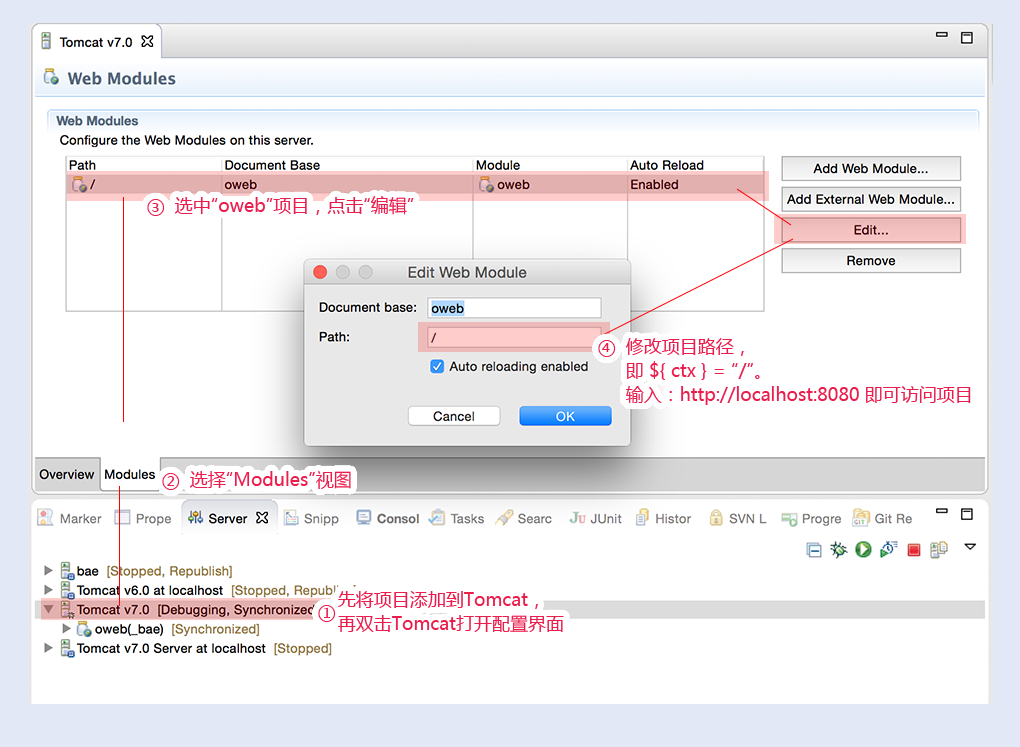 Tomcat v7.0
Web Modules
Web Modules
Configure the Web Modules on this server.
Path Document Base Module Auto Reload
/ oweb oweb Enabled
Add Web Module...
Add External Web Module...
Edit...
Remove
③ 选中“oweb”项目，点击“编辑”
Edit Web Module
Document base: oweb
Path: /
Auto reloading enabled
Cancel OK
④ 修改项目路径，
即 ${ ctx } = “/”。
输入：http://localhost:8080 即可访问项目
Overview Modules
② 选择“Modules”视图
Marker Prope Server Snipp Consol Tasks Searc JUnit Histor SVN L Progre Git Re
bae [Stopped, Republish]
Tomcat v6.0 at localhost [Stopped, Republ
Tomcat v7.0 [Debugging, Synchronized
oweb(_bae) [Synchronized]
Tomcat v7.0 Server at localhost [Stopped]
① 先将项目添加到Tomcat，
再双击Tomcat打开配置界面